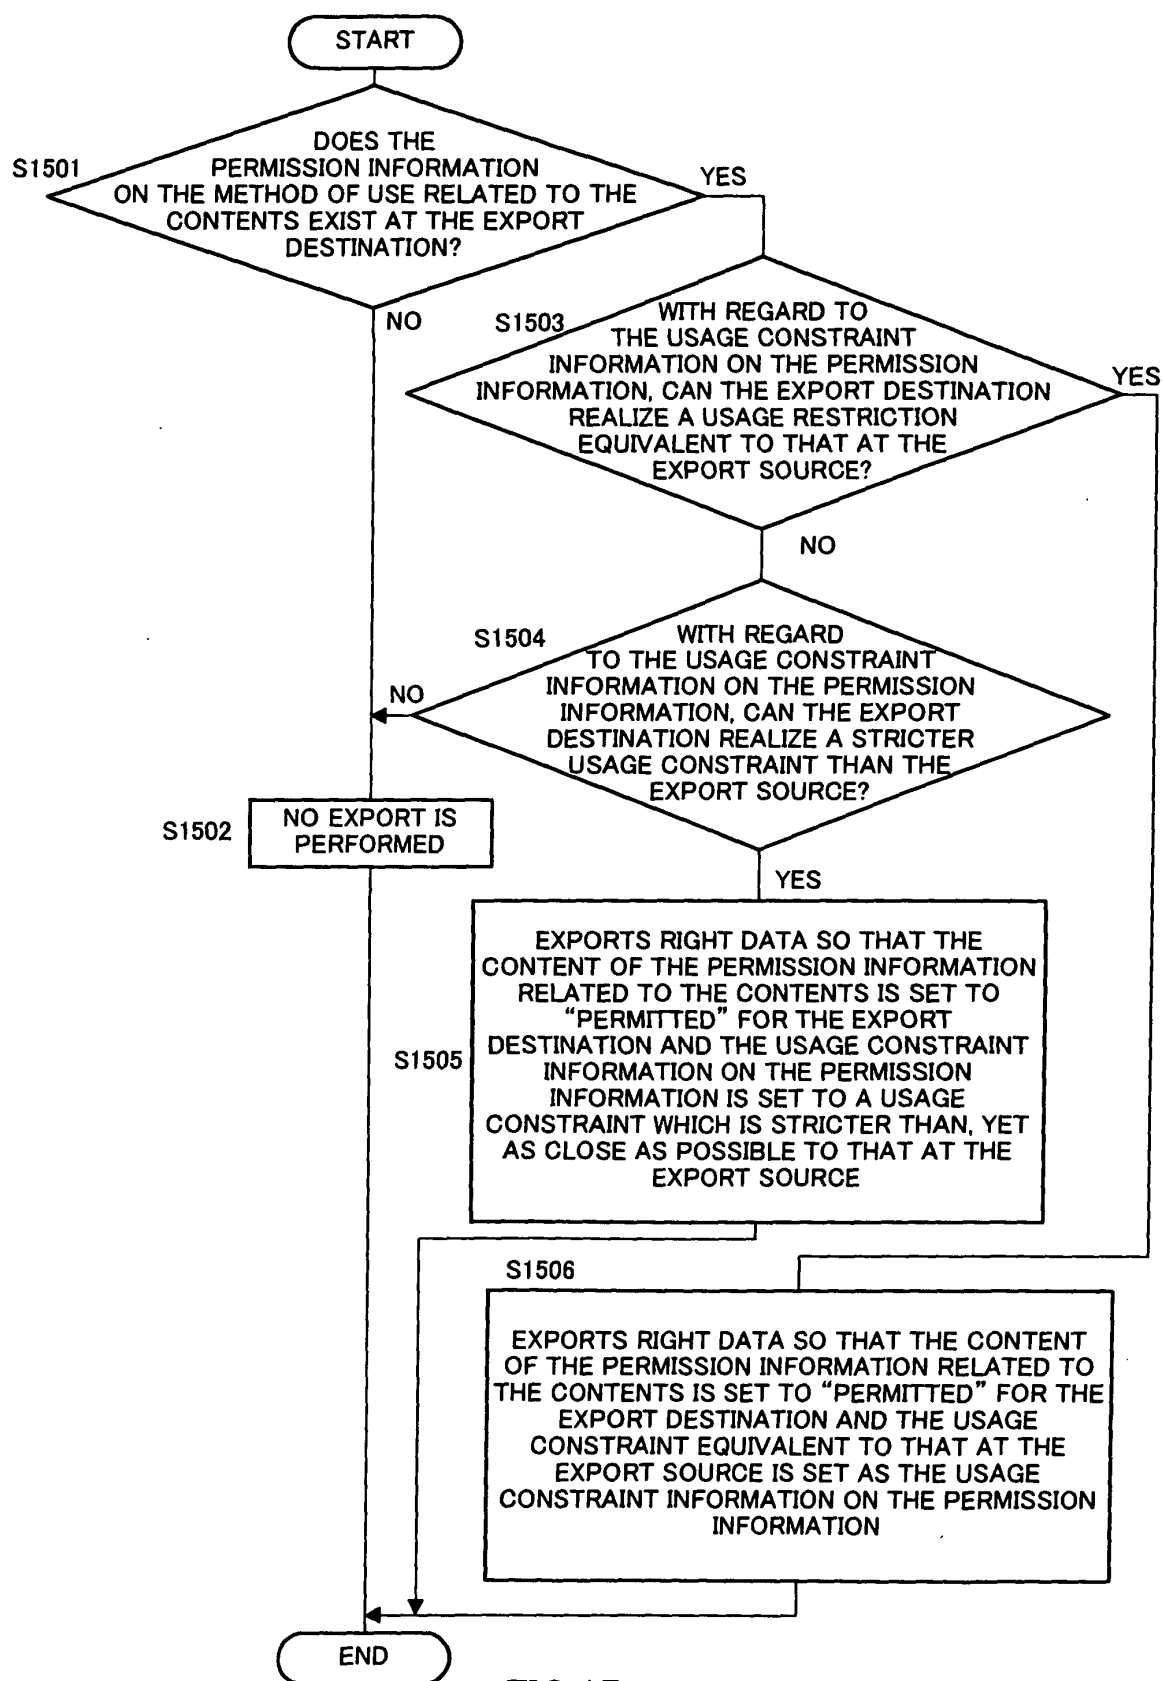 START
DOES THE
PERMISSION INFORMATION
ON THE METHOD OF USE RELATED TO THE
CONTENTS EXIST AT THE EXPORT
DESTINATION?
S1501
YES
NO
S1503
WITH REGARD TO
THE USAGE CONSTRAINT
INFORMATION ON THE PERMISSION
INFORMATION, CAN THE EXPORT DESTINATION
REALIZE A USAGE RESTRICTION
EQUIVALENT TO THAT AT THE
EXPORT SOURCE?
YES
NO
S1504
WITH REGARD
TO THE USAGE CONSTRAINT
INFORMATION ON THE PERMISSION
INFORMATION, CAN THE EXPORT
DESTINATION REALIZE A STRICTER
USAGE CONSTRAINT THAN THE
EXPORT SOURCE?
NO
S1502
NO EXPORT IS
PERFORMED
YES
S1505
EXPORTS RIGHT DATA SO THAT THE
CONTENT OF THE PERMISSION INFORMATION
RELATED TO THE CONTENTS IS SET TO
“PERMITTED” FOR THE EXPORT
DESTINATION AND THE USAGE CONSTRAINT
INFORMATION ON THE PERMISSION
INFORMATION IS SET TO A USAGE
CONSTRAINT WHICH IS STRICTER THAN, YET
AS CLOSE AS POSSIBLE TO THAT AT THE
EXPORT SOURCE
S1506
EXPORTS RIGHT DATA SO THAT THE CONTENT
OF THE PERMISSION INFORMATION RELATED TO
THE CONTENTS IS SET TO “PERMITTED” FOR THE
EXPORT DESTINATION AND THE USAGE
CONSTRAINT EQUIVALENT TO THAT AT THE
EXPORT SOURCE IS SET AS THE USAGE
CONSTRAINT INFORMATION ON THE PERMISSION
INFORMATION
END